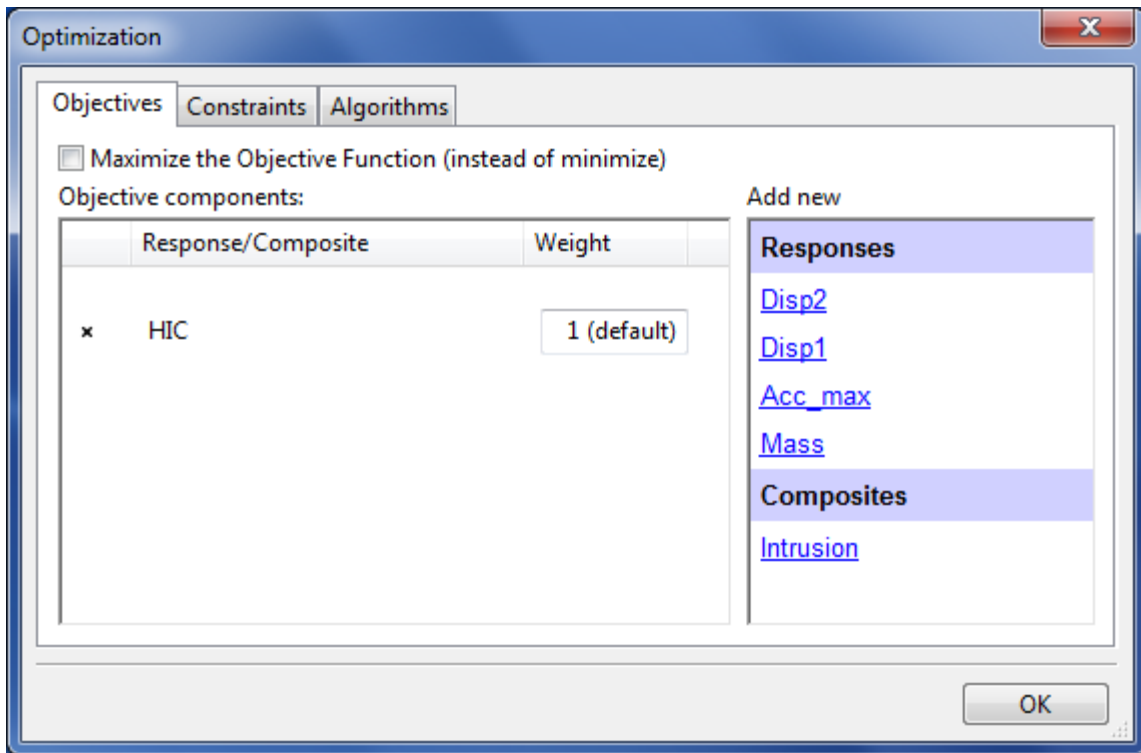 Optimization
Objectives Constraints Algorithms
Maximize the Objective Function (instead of minimize)
Objective components:
Response/Composite Weight
× HIC 1 (default)
Add new
Responses
Disp2
Disp1
Acc_max
Mass
Composites
Intrusion
OK